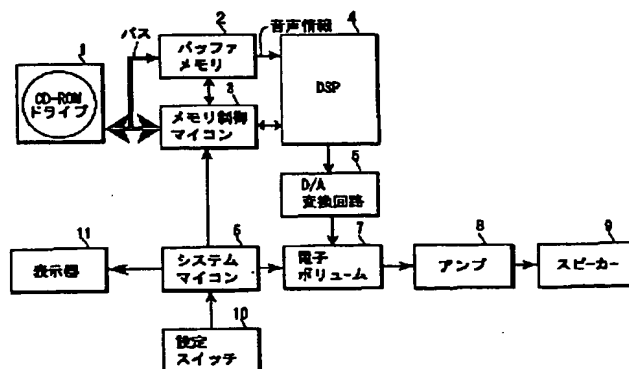 1
CD-ROM
ドライブ
バス
2
バッファ
メモリ
音声情報
4
DSP
3
メモリ制御
マイコン
5
D/A
変換回路
11
表示器
6
システム
マイコン
7
電子
ボリューム
8
アンプ
9
スピーカー
10
設定
スイッチ